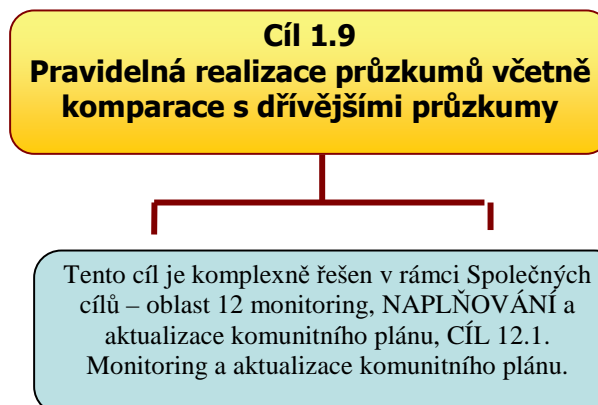 Cíl 1.9
Pravidelná realizace průzkumů včetně
komparace s dřívějšími průzkumy
Tento cíl je komplexně řešen v rámci Společných
cílů – oblast 12 monitoring, NAPLŇOVÁNÍ a
aktualizace komunitního plánu, CÍL 12.1.
Monitoring a aktualizace komunitního plánu.